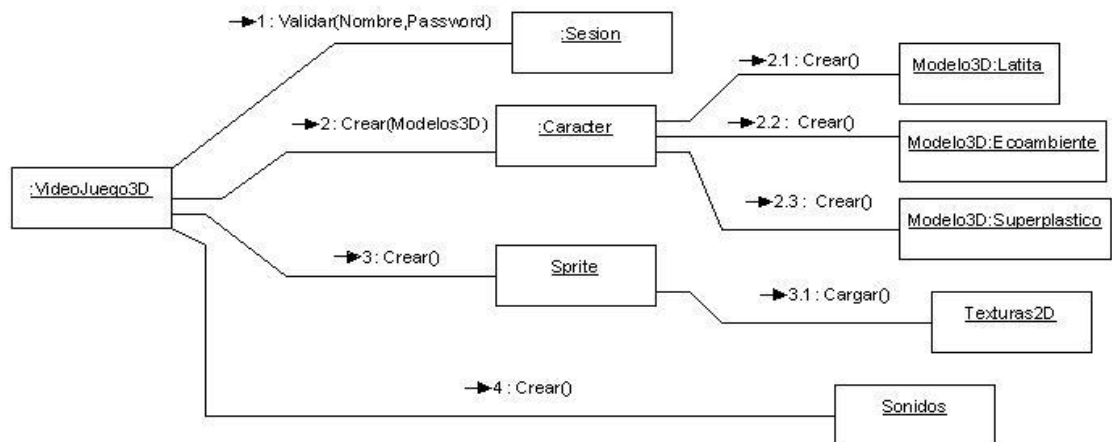 1: Validar(Nombre,Password)
:Sesion
2.1 : Crear()
Modelo3D:Latita
2: Crear(Modelos3D)
:Caracter
2.2 : Crear()
Modelo3D:Ecoambiente
:VideoJuego3D
2.3 : Crear()
Modelo3D:Superplastico
3: Crear()
Sprite
3.1 : Cargar()
Texturas2D
4 : Crear()
Sonidos